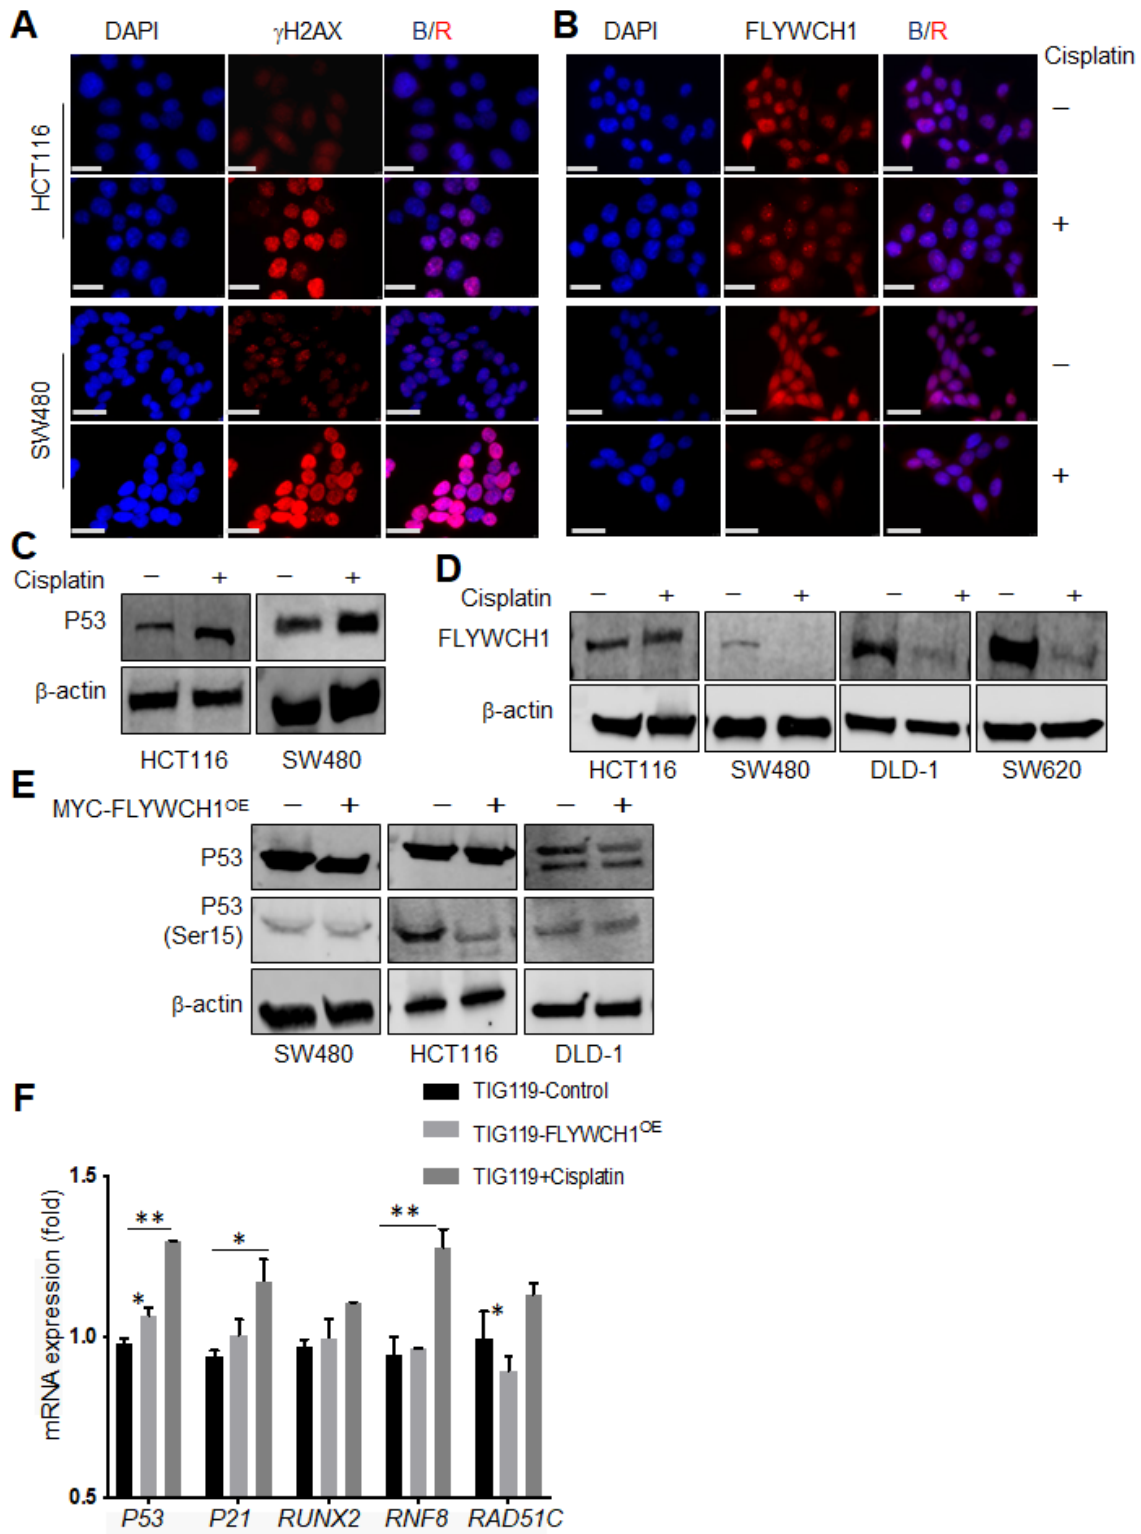 A
DAPI γH2AX B/R
B
DAPI FLYWCH1 B/R
Cisplatin
HCT116
SW480
–
+
–
+
C
Cisplatin – + – +
P53
β-actin
HCT116 SW480
D
Cisplatin – + – + – + – +
FLYWCH1
β-actin
HCT116 SW480 DLD-1 SW620
E
MYC-FLYWCH1OE – + – + – +
P53
P53
(Ser15)
β-actin
SW480 HCT116 DLD-1
F
TIG119-Control
TIG119-FLYWCH1OE
TIG119+Cisplatin
mRNA expression (fold)
1.5
1.0
0.5
** * * ** *
P53 P21 RUNX2 RNF8 RAD51C